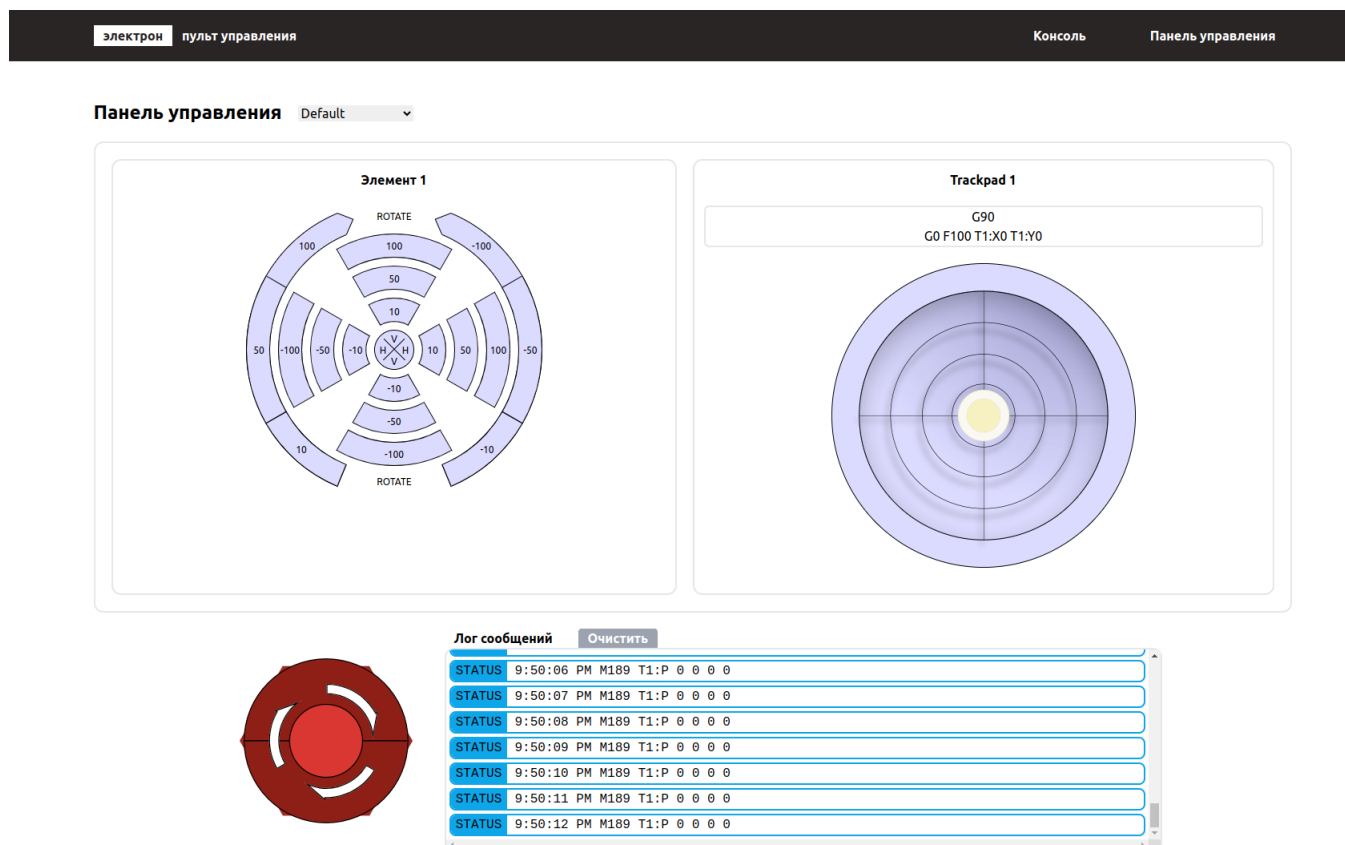 электрон пульт управления Консоль Панель управления
Панель управления Default
Элемент 1
ROTATE
100 100 -100
50
10
50 -100 -50 -10 V H H V 10 50 100 -50
-10
-50
10 -100 -10
ROTATE
Trackpad 1
G90
G0 F100 T1:X0 T1:Y0
Лог сообщений Очистить
STATUS 9:50:06 PM M189 T1:P 0 0 0 0
STATUS 9:50:07 PM M189 T1:P 0 0 0 0
STATUS 9:50:08 PM M189 T1:P 0 0 0 0
STATUS 9:50:09 PM M189 T1:P 0 0 0 0
STATUS 9:50:10 PM M189 T1:P 0 0 0 0
STATUS 9:50:11 PM M189 T1:P 0 0 0 0
STATUS 9:50:12 PM M189 T1:P 0 0 0 0